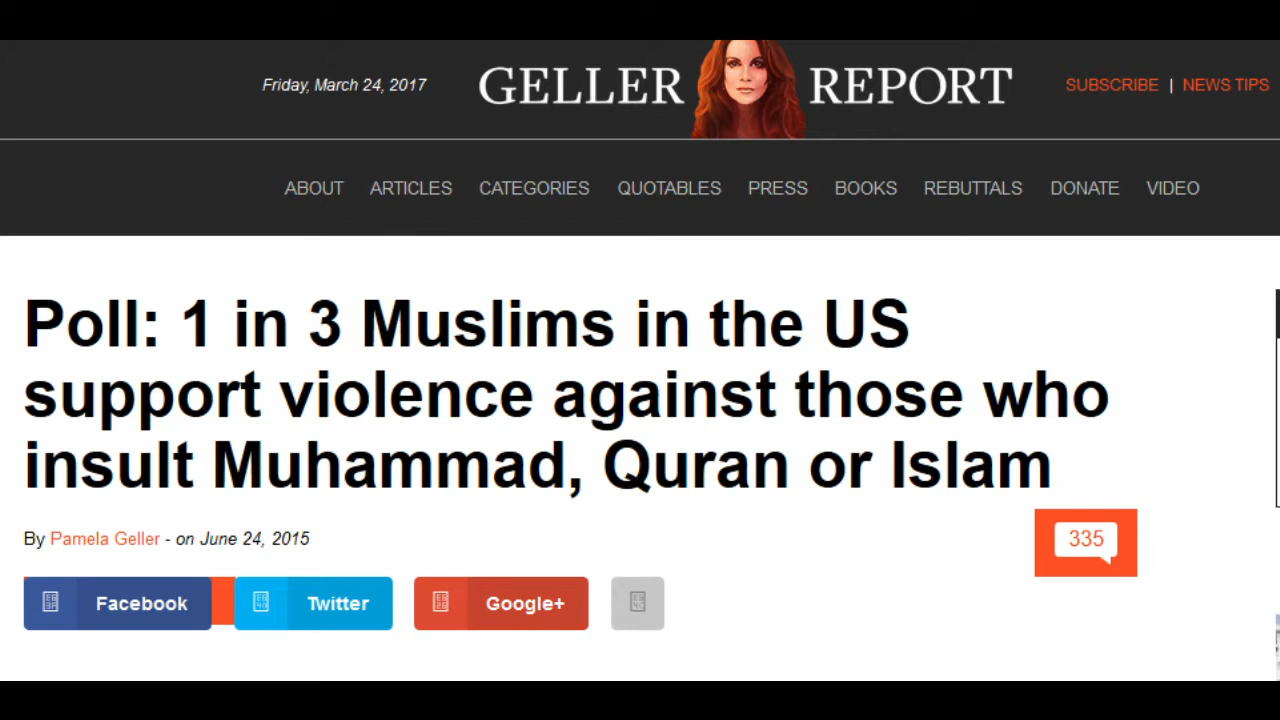 Friday, March 24, 2017
GELLER REPORT
SUBSCRIBE | NEWS TIPS
ABOUT ARTICLES CATEGORIES QUOTABLES PRESS BOOKS REBUTTALS DONATE VIDEO
Poll: 1 in 3 Muslims in the US
support violence against those who
insult Muhammad, Quran or Islam
By Pamela Geller - on June 24, 2015
335
Facebook Twitter Google+